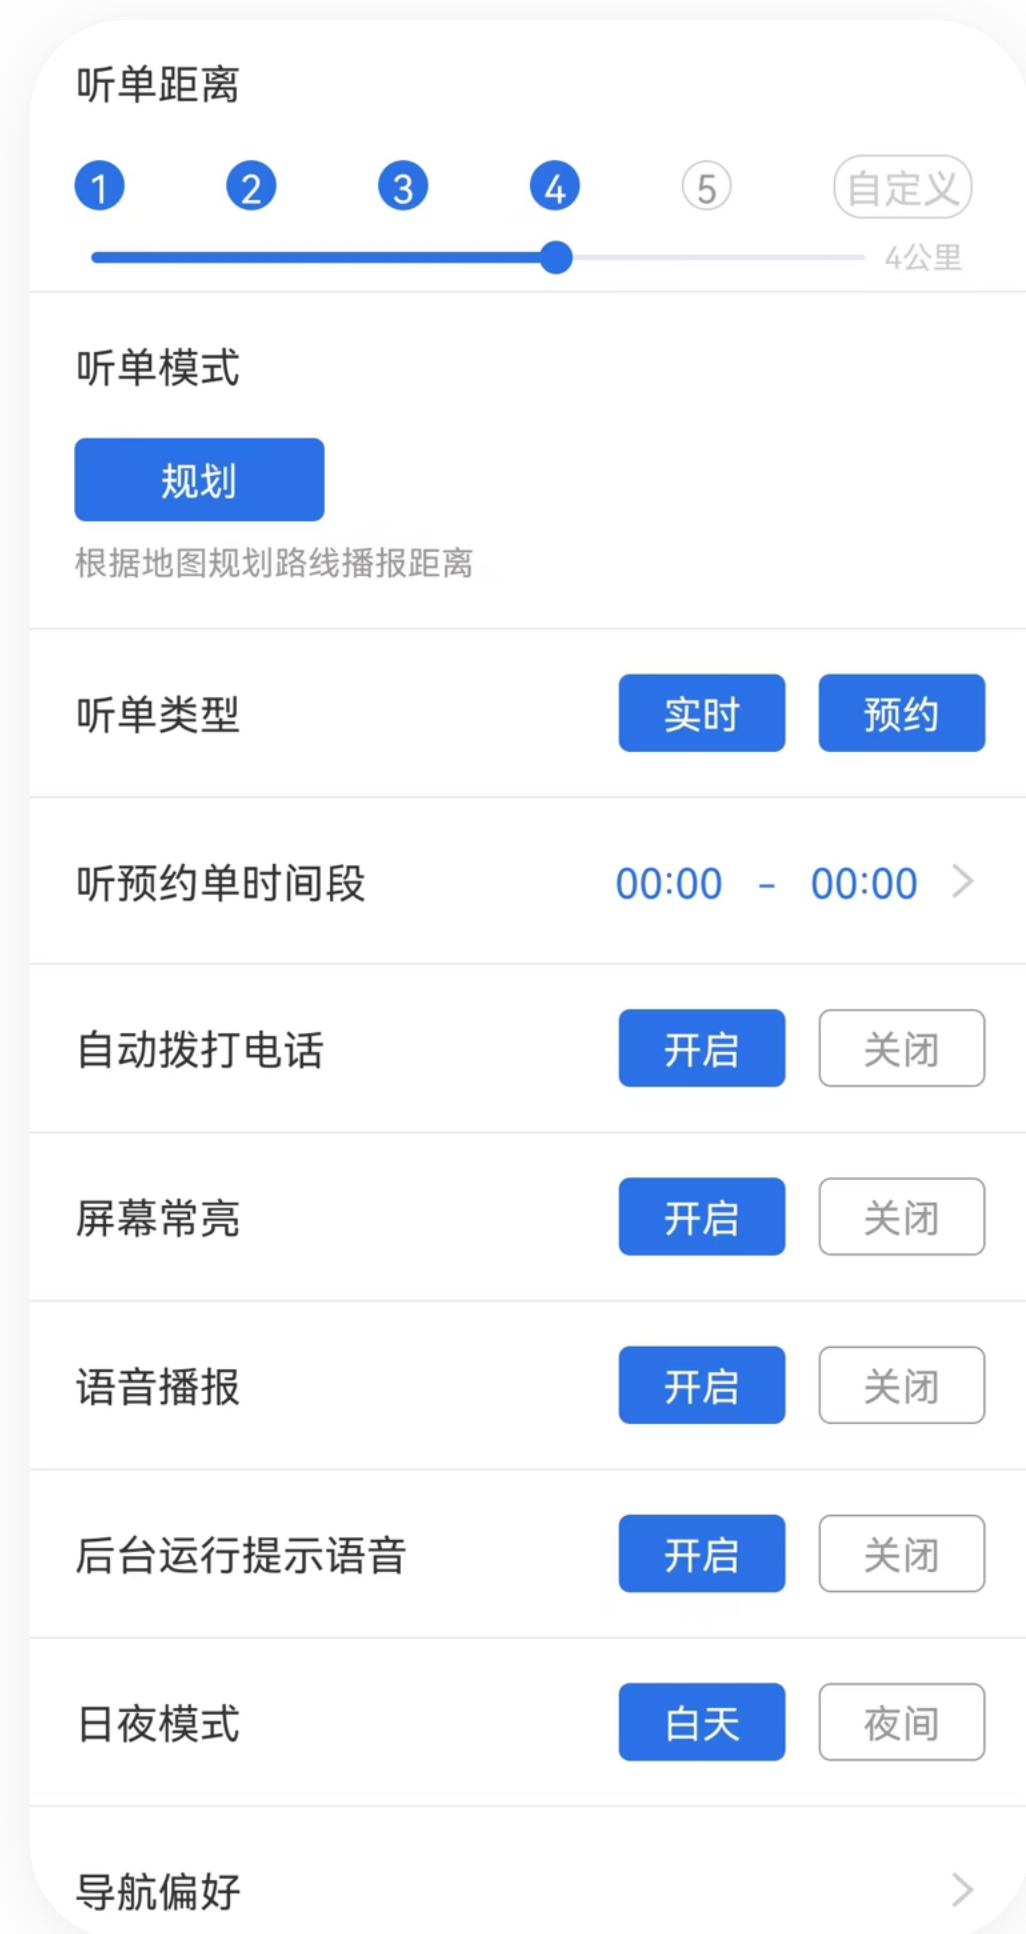 听单距离
1 2 3 4 5 自定义
4公里
听单模式
规划
根据地图规划路线播报距离
听单类型 实时 预约
听预约单时间段 00:00 - 00:00
自动拨打电话 开启 关闭
屏幕常亮 开启 关闭
语音播报 开启 关闭
后台运行提示语音 开启 关闭
日夜模式 白天 夜间
导航偏好